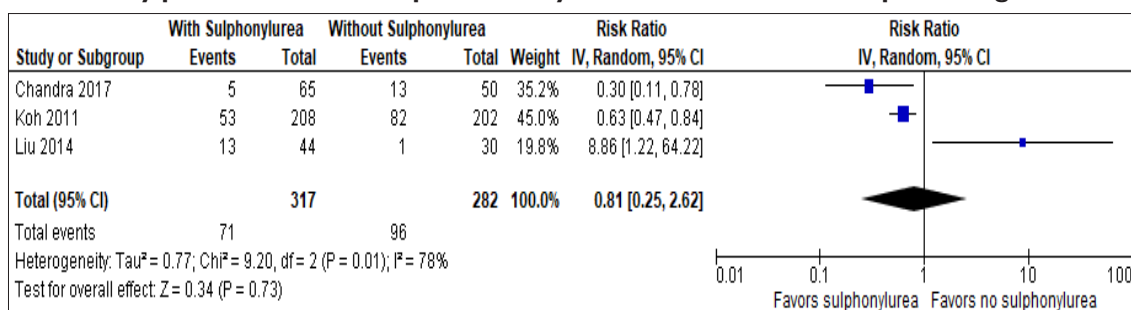 With Sulphonylurea Without Sulphonylurea Risk Ratio Risk Ratio
Study or Subgroup Events Total Events Total Weight IV, Random, 95% CI IV, Random, 95% CI
Chandra 2017 5 65 13 50 35.2% 0.30 [0.11, 0.78]
Koh 2011 53 208 82 202 45.0% 0.63 [0.47, 0.84]
Liu 2014 13 44 1 30 19.8% 8.86 [1.22, 64.22]
Total (95% CI) 317 282 100.0% 0.81 [0.25, 2.62]
Total events 71 96
Heterogeneity: Tau² = 0.77; Chi² = 9.20, df = 2 (P = 0.01); I² = 78%
Test for overall effect: Z = 0.34 (P = 0.73)
0.01 0.1 1 10 100
Favors sulphonylurea Favors no sulphonylurea